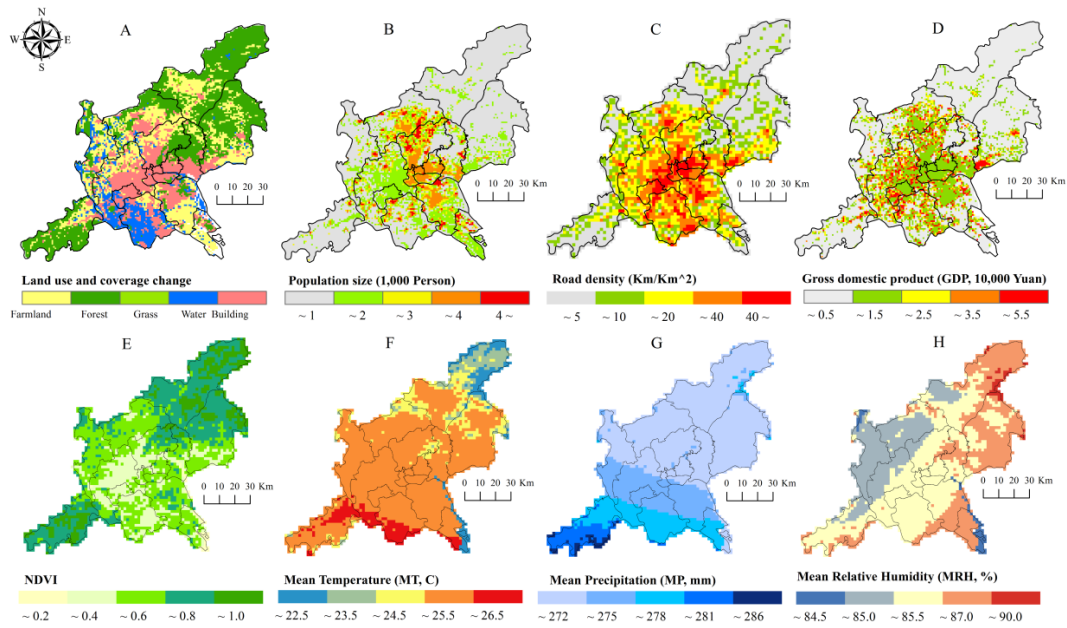 N
W E
S
A
B
C
D
0 10 20 30 Km
0 10 20 30 Km
0 10 20 30 Km
0 10 20 30 Km
Land use and coverage change
Farmland Forest Grass Water Building
Population size (1,000 Person)
~ 1 ~ 2 ~ 3 ~ 4 4 ~
Road density (Km/Km^2)
~ 5 ~ 10 ~ 20 ~ 40 40 ~
Gross domestic product (GDP, 10,000 Yuan)
~ 0.5 ~ 1.5 ~ 2.5 ~ 3.5 ~ 5.5
E
F
G
H
0 10 20 30 Km
0 10 20 30 Km
0 10 20 30 Km
0 10 20 30 Km
NDVI
~ 0.2 ~ 0.4 ~ 0.6 ~ 0.8 ~ 1.0
Mean Temperature (MT, C)
~ 22.5 ~ 23.5 ~ 24.5 ~ 25.5 ~ 26.5
Mean Precipitation (MP, mm)
~ 272 ~ 275 ~ 278 ~ 281 ~ 286
Mean Relative Humidity (MRH, %)
~ 84.5 ~ 85.0 ~ 85.5 ~ 87.0 ~ 90.0